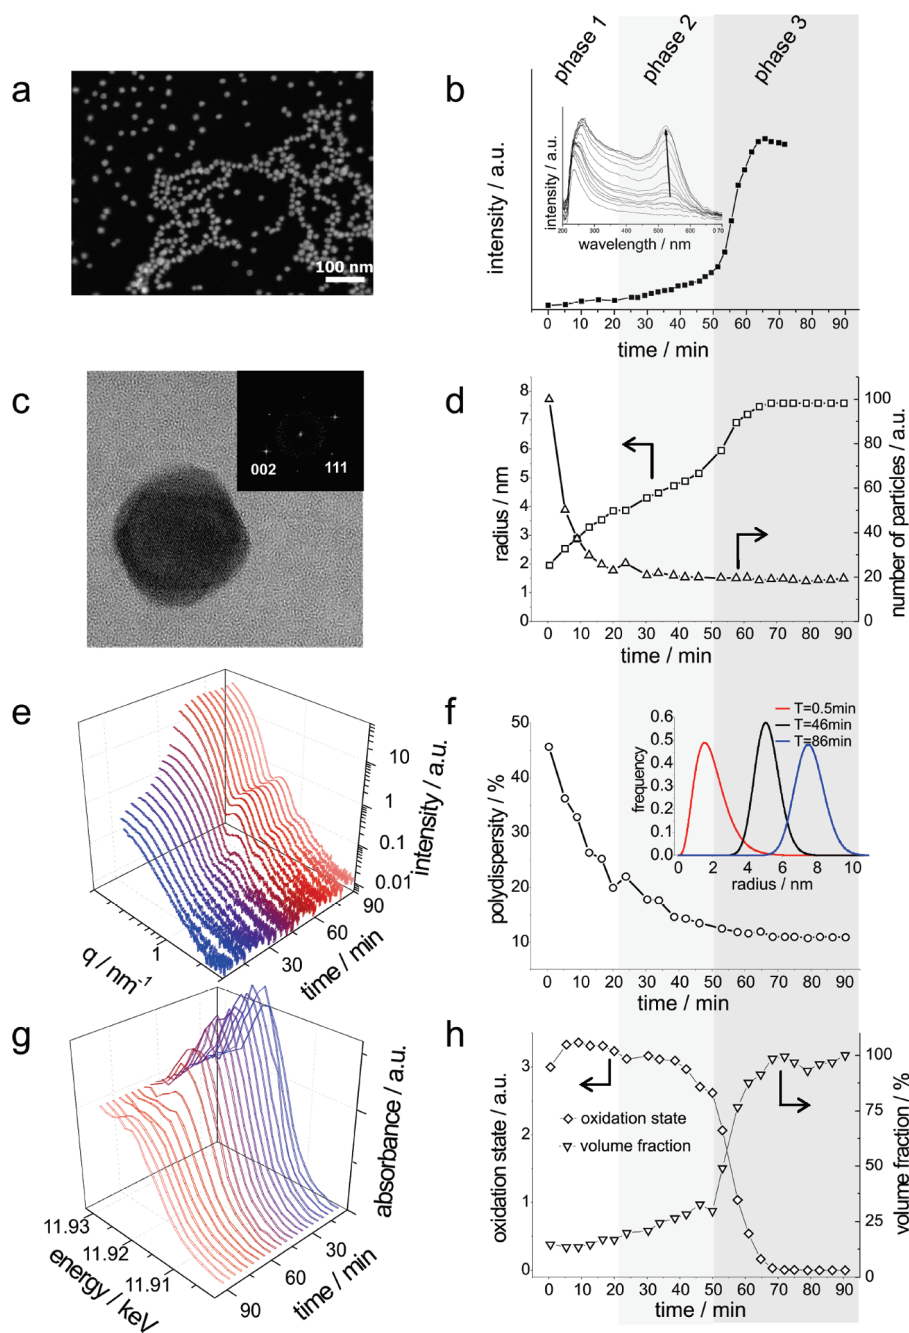 phase 1
phase 2
phase 3
a
100 nm
b
intensity / a.u.
intensity / a.u.
200 300 400 500 600 70
wavelength / nm
0 10 20 30 40 50 60 70 80 90
time / min
c
002 111
d
8
7
6
5
4
3
2
1
0
radius / nm
100
80
60
40
20
0
number of particles / a.u.
0 10 20 30 40 50 60 70 80 90
time / min
e
10
1
0.1
0.01
intensity / a.u.
1
q / nm-1
30
60
90
time / min
f
50
40
30
20
10
polydispersity / %
T=0.5min
T=46min
T=86min
0.6
0.5
0.4
0.3
0.2
0.1
0.0
frequency
0 2 4 6 8 10
radius / nm
0 10 20 30 40 50 60 70 80 90
time / min
g
absorbance / a.u.
11.93
11.92
11.91
energy / keV
90
60
30
time / min
h
3
2
1
0
oxidation state / a.u.
oxidation state
volume fraction
100
75
50
25
0
volume fraction / %
0 10 20 30 40 50 60 70 80 90
time / min